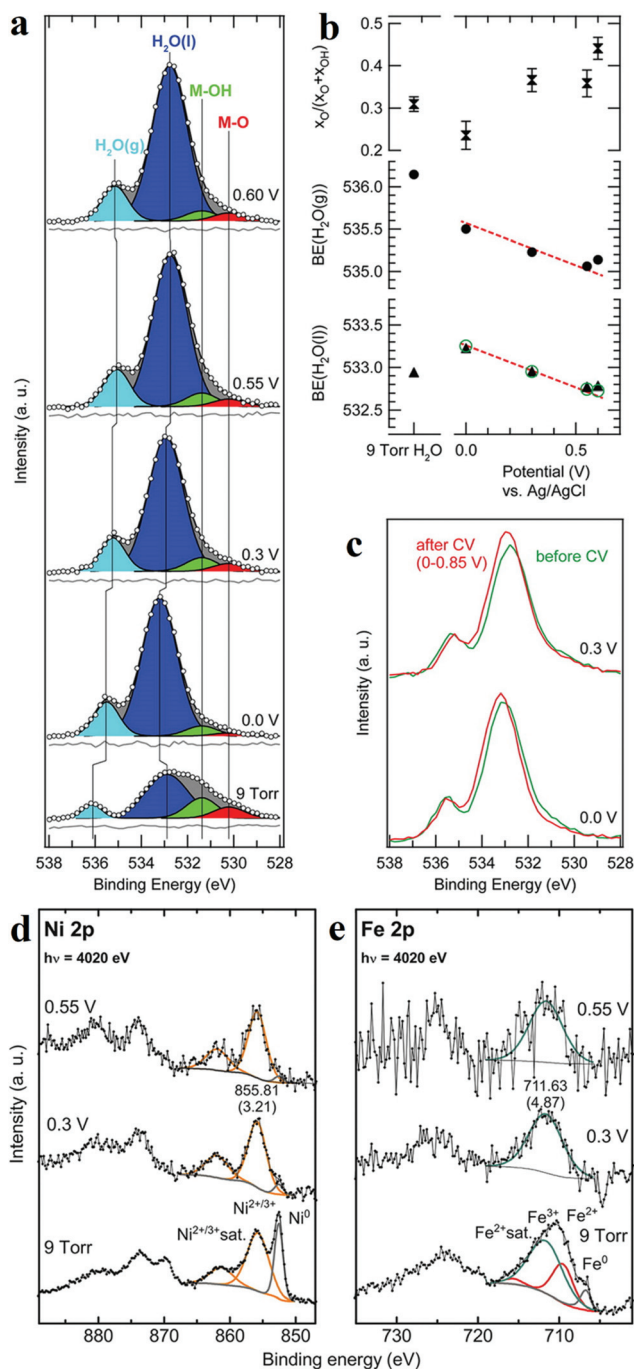 a
Intensity (a. u.)
H₂O(l)
M-OH
M-O
H₂O(g)
0.60 V
0.55 V
0.3 V
0.0 V
9 Torr
538 536 534 532 530 528
Binding Energy (eV)
b
x_O/(x_O+x_OH)
0.5
0.4
0.3
0.2
BE(H₂O(g))
536.0
535.5
535.0
BE(H₂O(l))
533.5
533.0
532.5
9 Torr H₂O 0.0 0.5
Potential (V)
vs. Ag/AgCl
c
Intensity (a. u.)
after CV
(0-0.85 V)
before CV
0.3 V
0.0 V
538 536 534 532 530 528
Binding Energy (eV)
d Ni 2p
hν = 4020 eV
Intensity (a. u.)
0.55 V
855.81
(3.21)
0.3 V
Ni²⁺/³⁺
Ni⁰
Ni²⁺/³⁺sat.
9 Torr
880 870 860 850
e Fe 2p
hν = 4020 eV
0.55 V
711.63
(4.87)
0.3 V
Fe³⁺
Fe²⁺
Fe²⁺sat.
9 Torr
Fe⁰
730 720 710
Binding energy (eV)